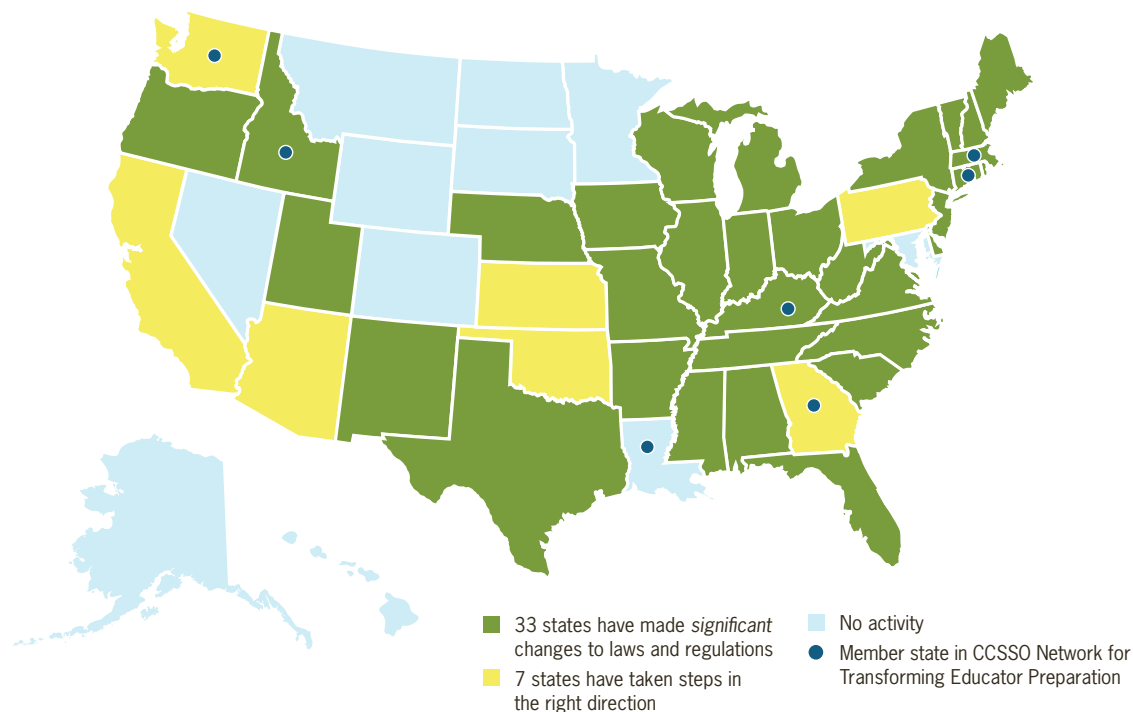 33 states have made significant
changes to laws and regulations
7 states have taken steps in
the right direction
No activity
Member state in CCSSO Network for
Transforming Educator Preparation